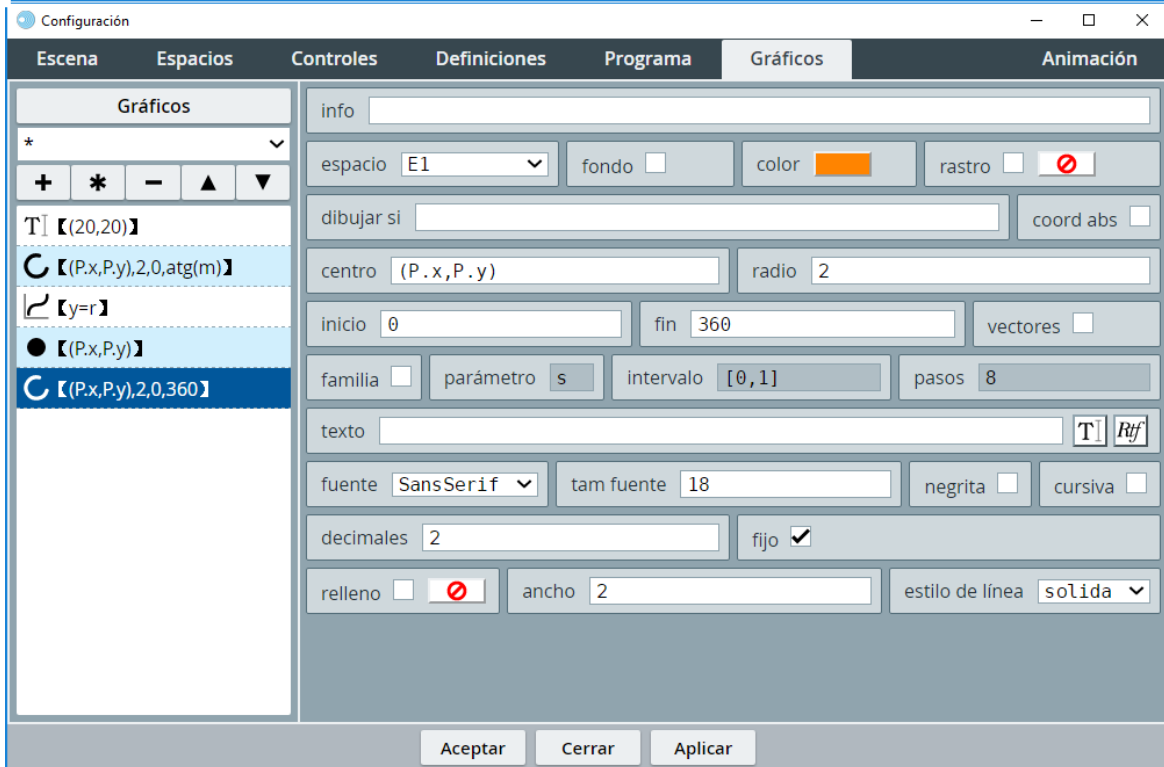 Configuración
Escena Espacios Controles Definiciones Programa Gráficos Animación
Gráficos
*
+ * − ▲ ▼
T 【(20,20)】
【(P.x,P.y),2,0,atg(m)】
【y=r】
【(P.x,P.y)】
【(P.x,P.y),2,0,360】
info
espacio E1 fondo color rastro
dibujar si coord abs
centro (P.x,P.y) radio 2
inicio 0 fin 360 vectores
familia parámetro s intervalo [0,1] pasos 8
texto T Rtf
fuente SansSerif tam fuente 18 negrita cursiva
decimales 2 fijo
relleno ancho 2 estilo de línea solida
Aceptar Cerrar Aplicar